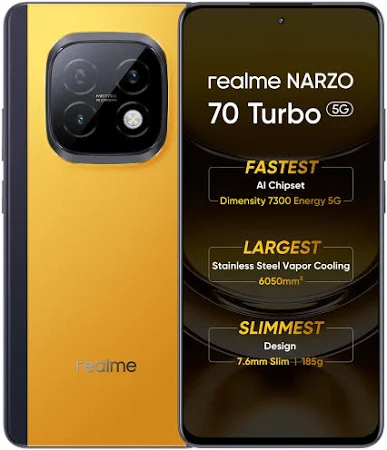 realme NARZO
70 Turbo 5G
FASTEST
AI Chipset
Dimensity 7300 Energy 5G
LARGEST
Stainless Steel Vapor Cooling
6050mm²
SLIMMEST
Design
7.6mm Slim | 185g
realme